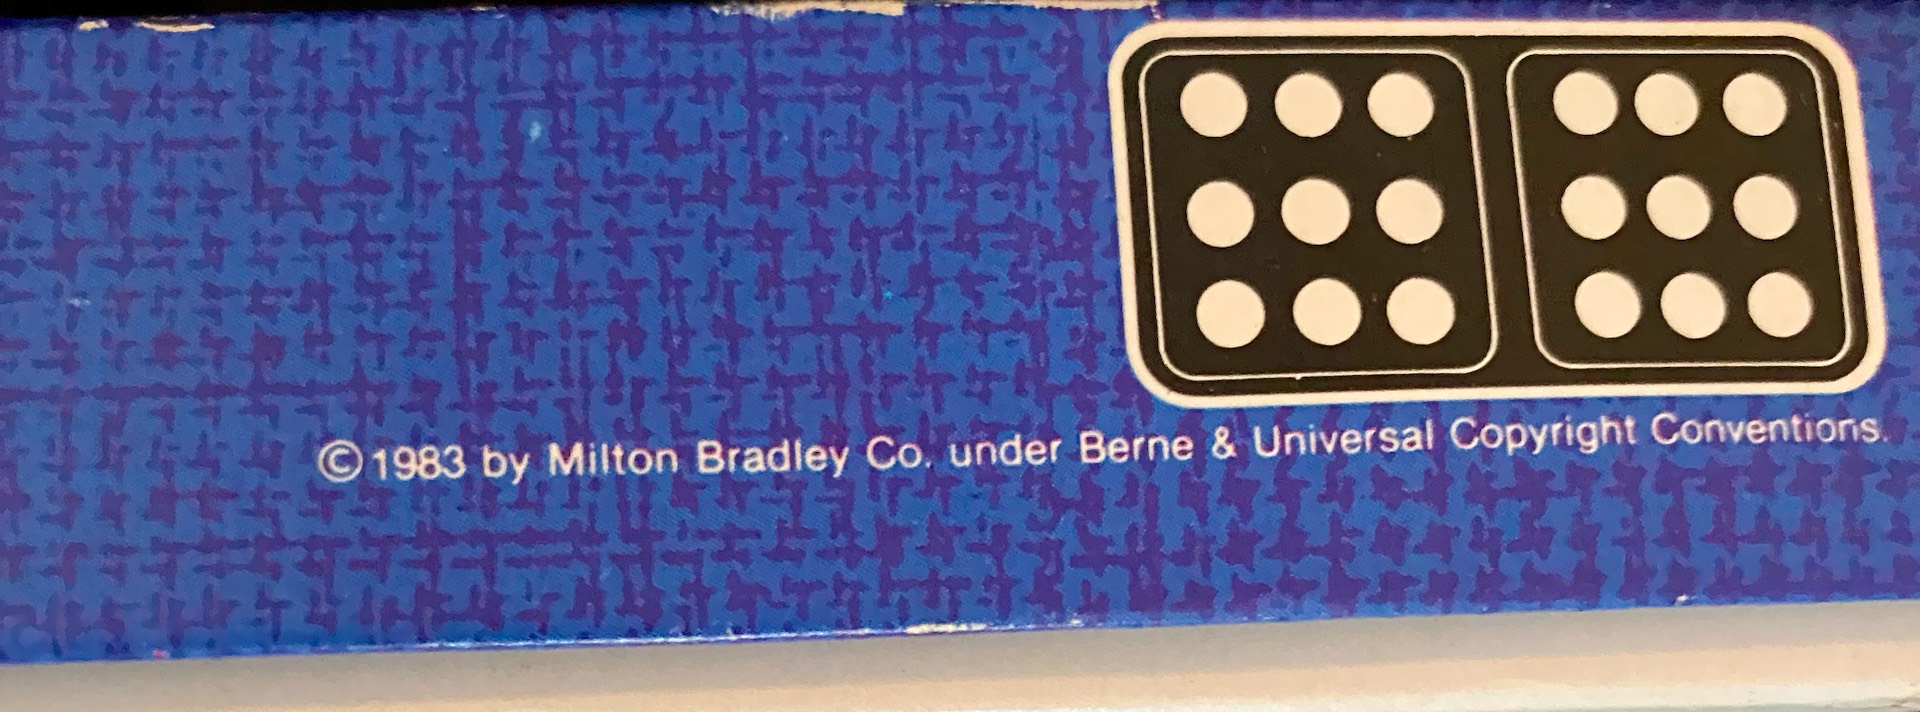 ©1983 by Milton Bradley Co. under Berne & Universal Copyright Conventions.